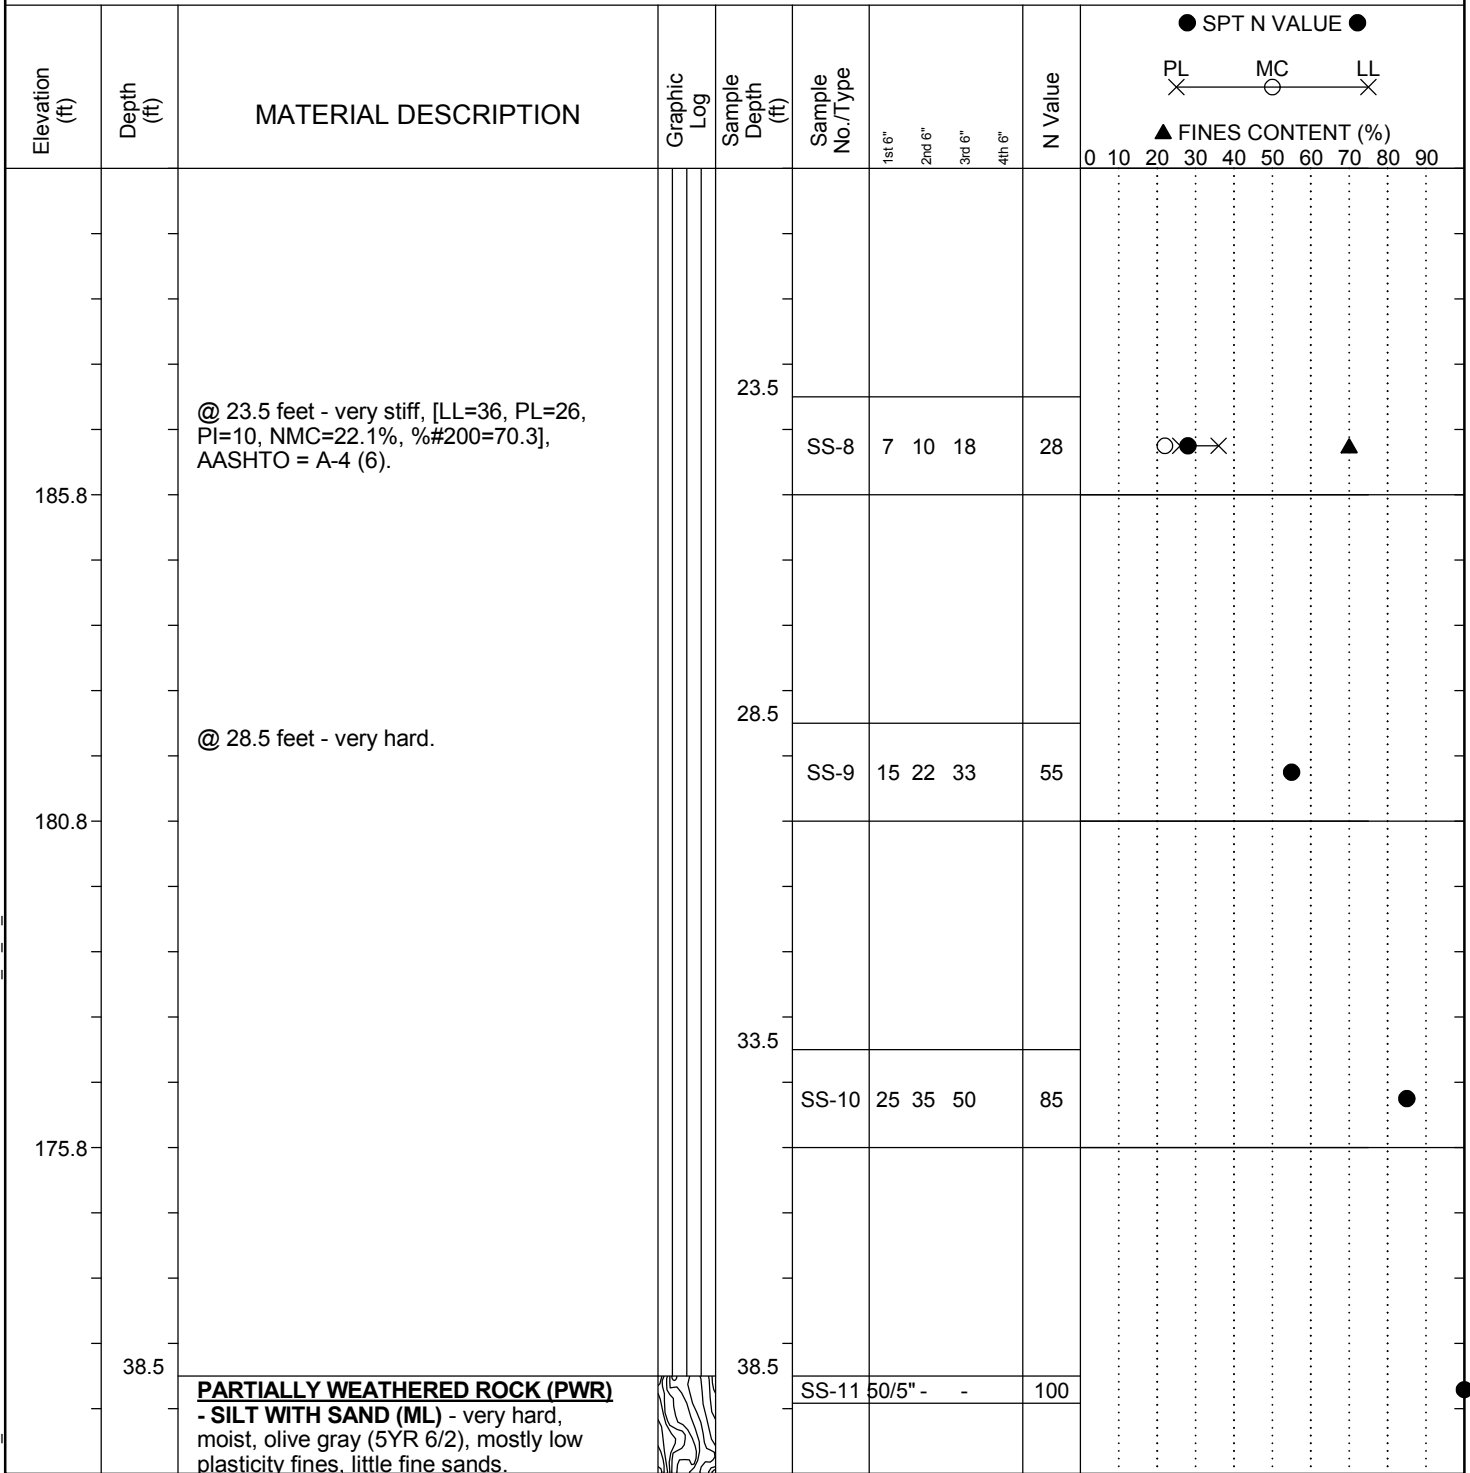 ● SPT N VALUE ●
PL MC LL
▲ FINES CONTENT (%)
0 10 20 30 40 50 60 70 80 90
Elevation
(ft)
Depth
(ft)
MATERIAL DESCRIPTION
Graphic
Log
Sample
Depth
(ft)
Sample
No./Type
1st 6"
2nd 6"
3rd 6"
4th 6"
N Value
23.5
@ 23.5 feet - very stiff, [LL=36, PL=26,
PI=10, NMC=22.1%, %#200=70.3],
AASHTO = A-4 (6).
SS-8 7 10 18 28
185.8
28.5
@ 28.5 feet - very hard.
SS-9 15 22 33 55
180.8
33.5
SS-10 25 35 50 85
175.8
38.5 38.5
PARTIALLY WEATHERED ROCK (PWR)
- SILT WITH SAND (ML) - very hard,
moist, olive gray (5YR 6/2), mostly low
plasticity fines, little fine sands.
SS-11 50/5" - - 100